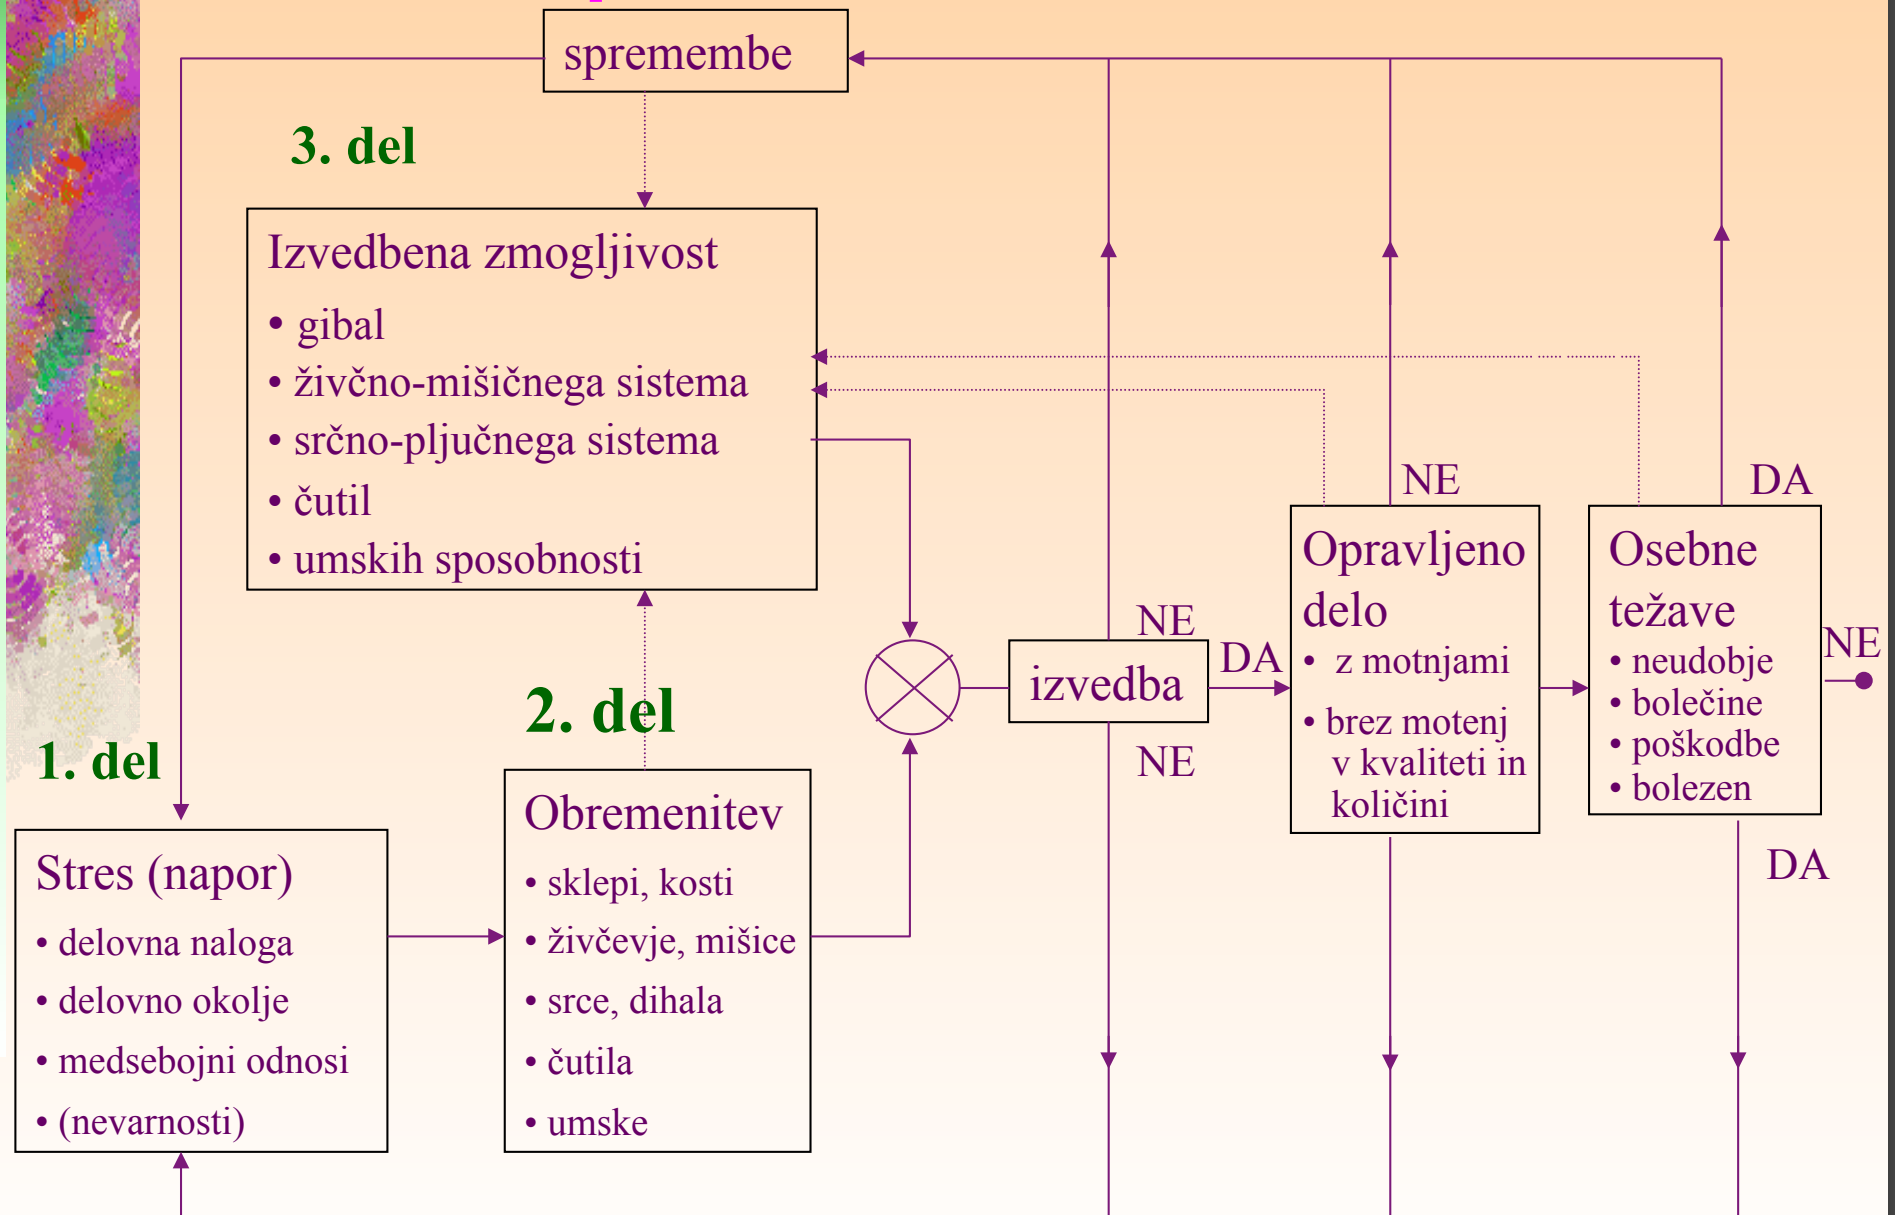 spremembe
3. del
Izvedbena zmogljivost
• gibal
• živčno-mišičnega sistema
• srčno-pljučnega sistema
• čutil
• umskih sposobnosti
2. del
1. del
Stres (napor)
• delovna naloga
• delovno okolje
• medsebojni odnosi
• (nevarnosti)
Obremenitev
• sklepi, kosti
• živčevje, mišice
• srce, dihala
• čutila
• umske
NE
izvedba
DA
NE
NE
Opravljeno
delo
• z motnjami
• brez motenj
v kvaliteti in
količini
DA
Osebne
težave
• neudobje
• bolečine
• poškodbe
• bolezen
NE
DA